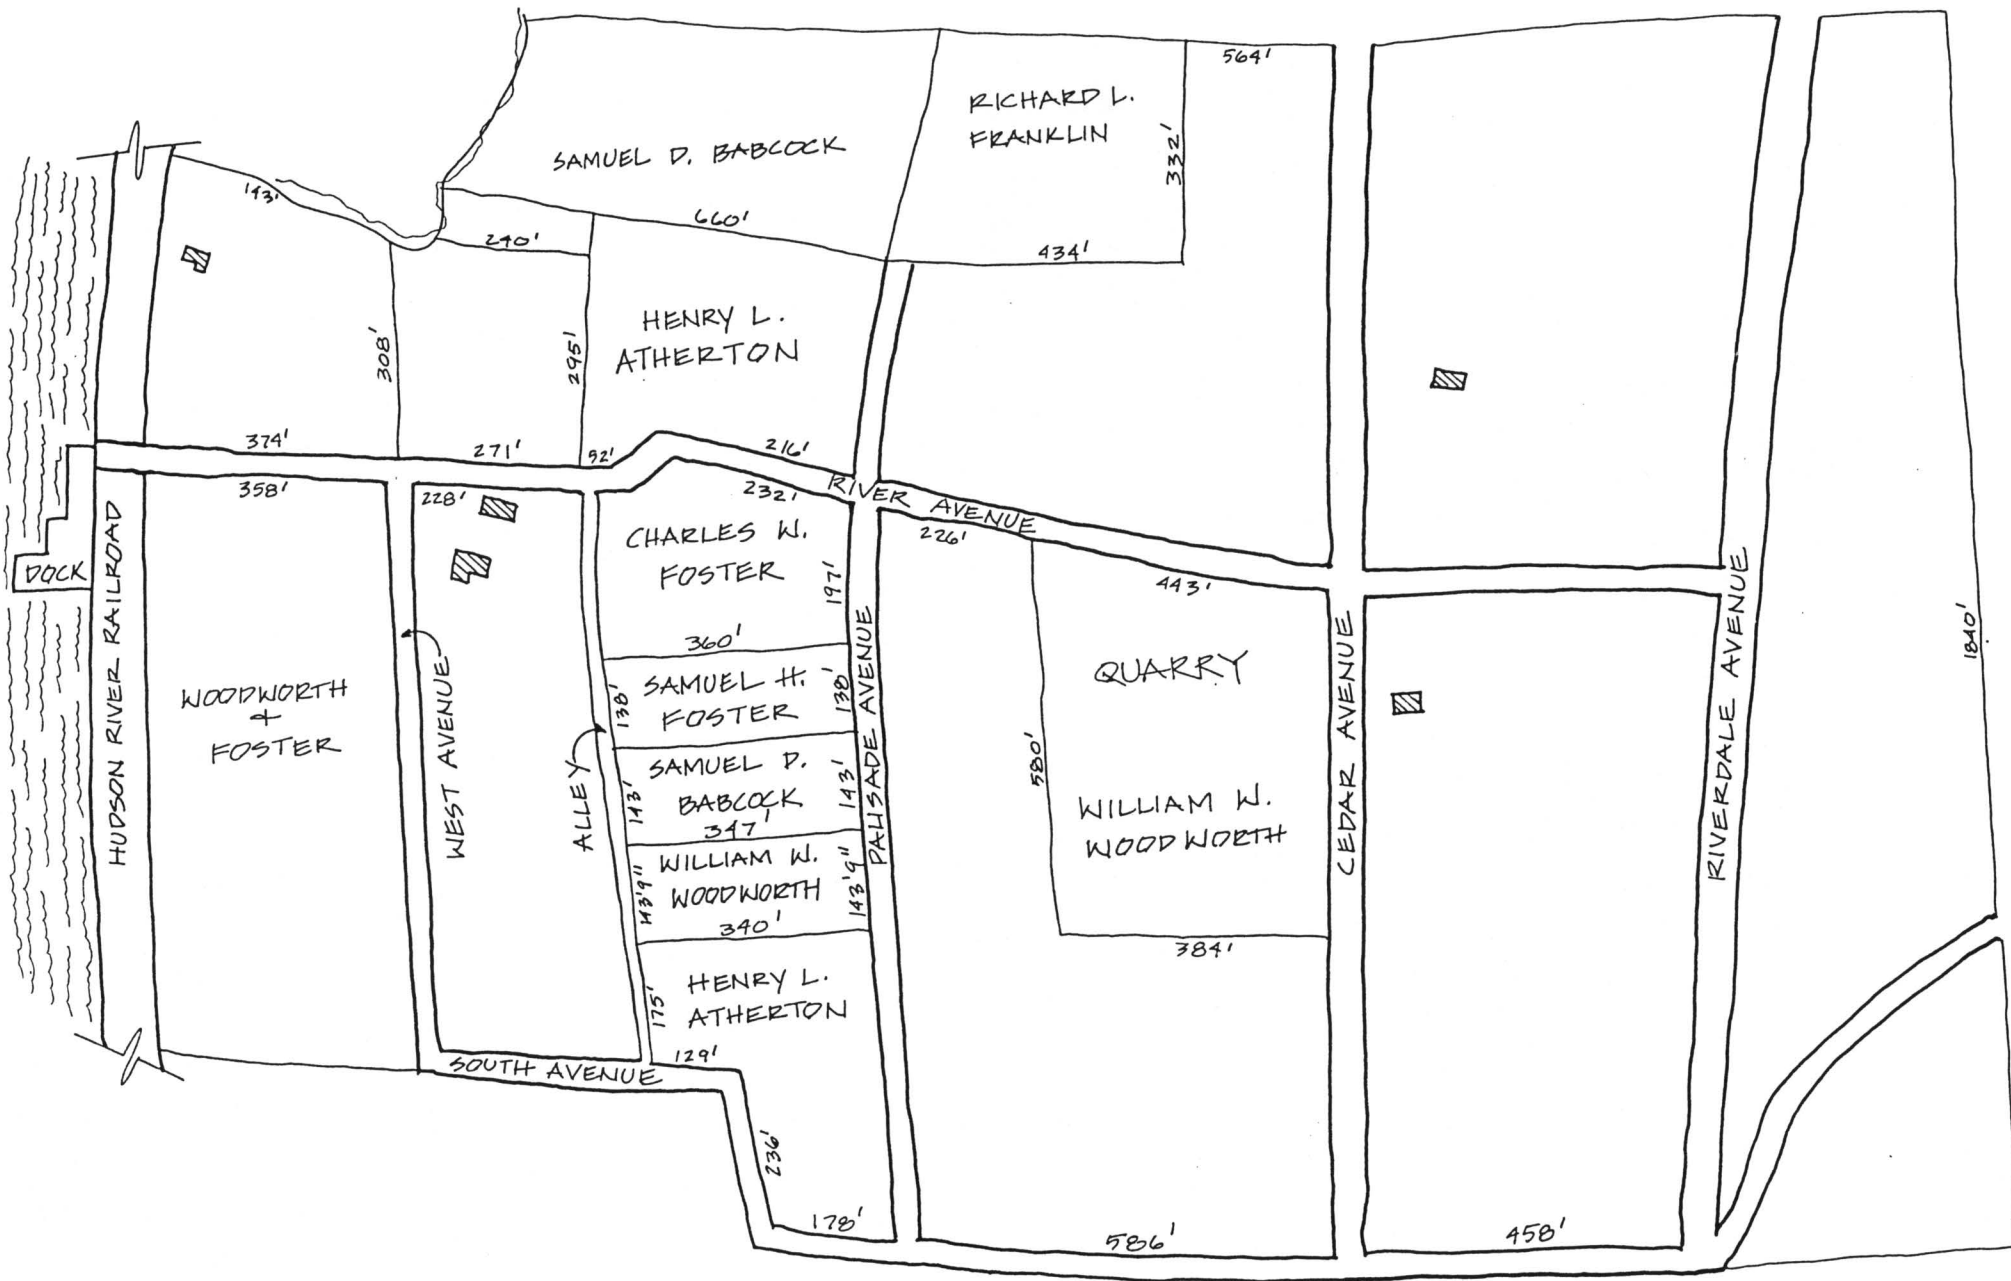 564'
RICHARD L.
FRANKLIN
332'
SAMUEL D. BABCOCK
143'
660'
240'
434'
HENRY L.
ATHERTON
308'
295'
374'
271'
92'
216'
358'
228'
232'
RIVER AVENUE
226'
443'
CHARLES W.
FOSTER
197'
DOCK
HUDSON RIVER RAILROAD
360'
WOODWORTH
&
FOSTER
WEST AVENUE
ALLEY
138'
SAMUEL H.
FOSTER
138'
PALISADE AVENUE
143'
SAMUEL D.
BABCOCK
143'
347'
143'9"
WILLIAM W.
WOODWORTH
143'9"
340'
QUARRY
580'
WILLIAM W.
WOODWORTH
384'
CEDAR AVENUE
RIVERDALE AVENUE
1840'
175'
HENRY L.
ATHERTON
129'
SOUTH AVENUE
236'
178'
586'
458'